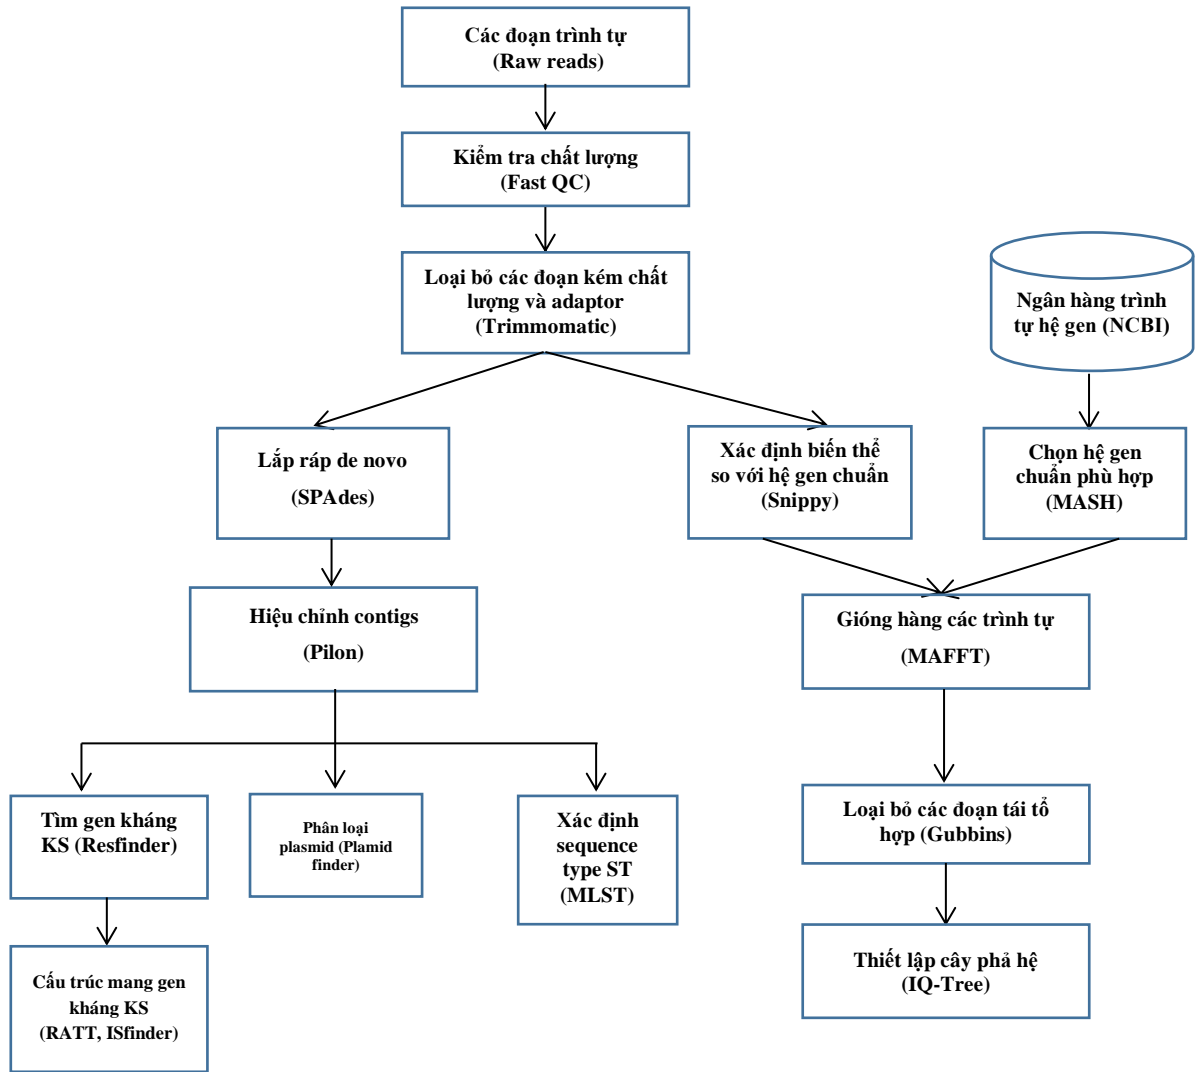 Các đoạn trình tự
(Raw reads)
Kiểm tra chất lượng
(Fast QC)
Loại bỏ các đoạn kém chất
lượng và adaptor
(Trimmomatic)
Ngân hàng trình
tự hệ gen (NCBI)
Lắp ráp de novo
(SPAdes)
Xác định biến thể
so với hệ gen chuẩn
(Snippy)
Chọn hệ gen
chuẩn phù hợp
(MASH)
Hiệu chỉnh contigs
(Pilon)
Gióng hàng các trình tự
(MAFFT)
Tìm gen kháng
KS (Resfinder)
Phân loại
plasmid (Plamid
finder)
Xác định
sequence
type ST
(MLST)
Loại bỏ các đoạn tái tổ
hợp (Gubbins)
Cấu trúc mang gen
kháng KS
(RATT, ISfinder)
Thiết lập cây phả hệ
(IQ-Tree)